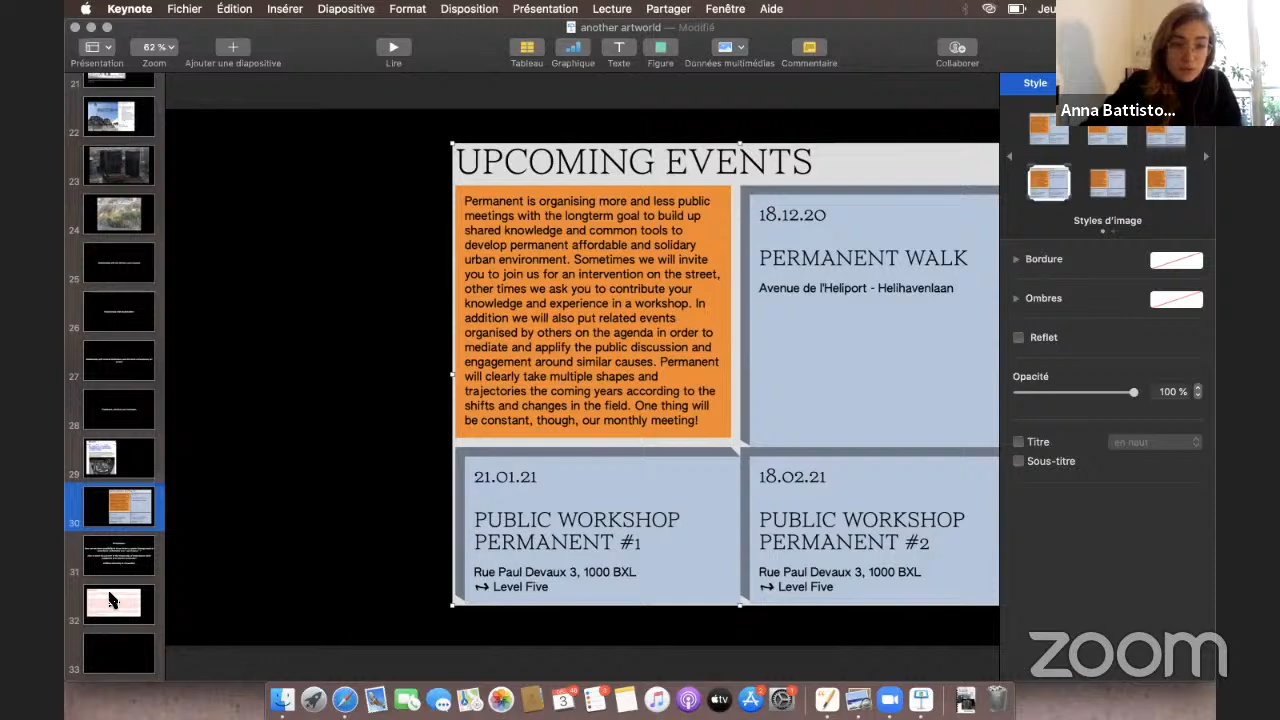 Keynote Fichier Édition Insérer Diapositive Format Disposition Présentation Lecture Partager Fenêtre Aide Jeu
another artworld — Modifié
62 %
Présentation Zoom Ajouter une diapositive Lire Tableau Graphique Texte Figure Données multimédias Commentaire Collaborer
Style
Anna Battisto...
21
22
23
24
25
26
27
28
29
30
31
32
33
UPCOMING EVENTS
Permanent is organising more and less public
meetings with the longterm goal to build up
shared knowledge and common tools to
develop permanent affordable and solidary
urban environment. Sometimes we will invite
you to join us for an intervention on the street,
other times we ask you to contribute your
knowledge and experience in a workshop. In
addition we will also put related events
organised by others on the agenda in order to
mediate and applify the public discussion and
engagement around similar causes. Permanent
will clearly take multiple shapes and
trajectories the coming years according to the
shifts and changes in the field. One thing will
be constant, though, our monthly meeting!
18.12.20
PERMANENT WALK
Avenue de l'Heliport - Helihavenlaan
21.01.21
PUBLIC WORKSHOP
PERMANENT #1
Rue Paul Devaux 3, 1000 BXL
↪ Level Five
18.02.21
PUBLIC WORKSHOP
PERMANENT #2
Rue Paul Devaux 3, 1000 BXL
↪ Level Five
Styles d'image
Bordure
Ombres
Reflet
Opacité
100 %
Titre
en haut
Sous-titre
zoom